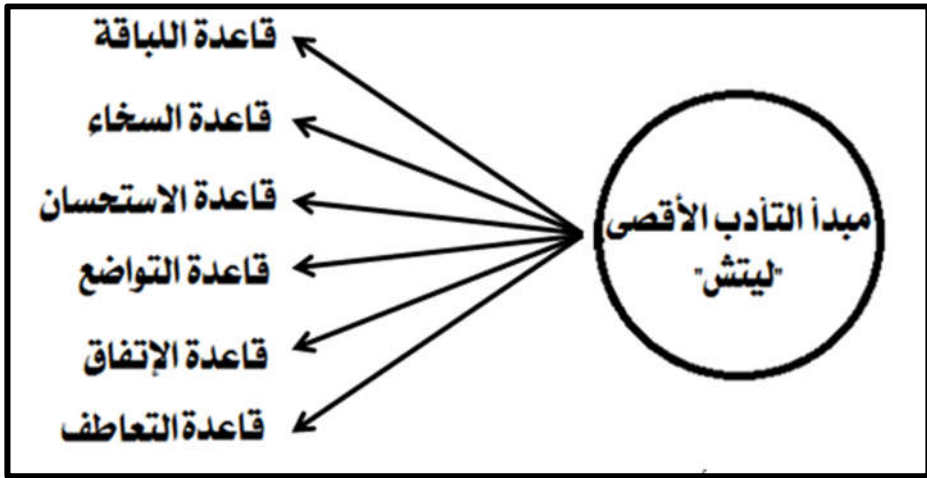 مبدأ التأدب الأقصى
"ليتش"
قاعدة اللباقة
قاعدة السخاء
قاعدة الاستحسان
قاعدة التواضع
قاعدة الإتفاق
قاعدة التعاطف